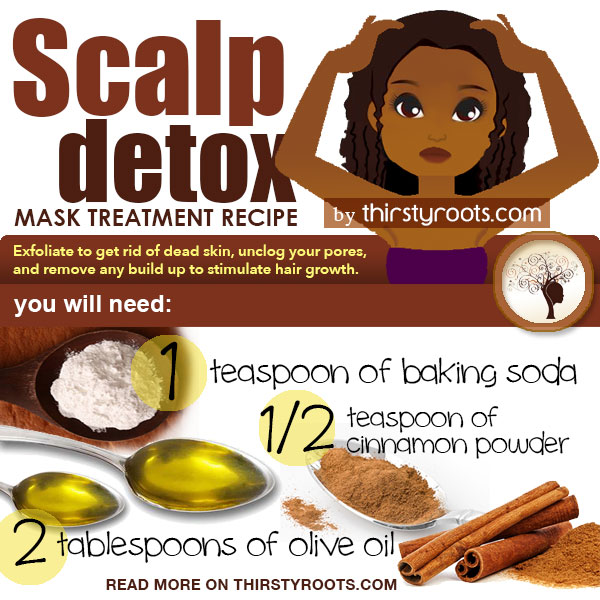 Scalp
detox
MASK TREATMENT RECIPE
by thirstyroots.com
Exfoliate to get rid of dead skin, unclog your pores,
and remove any build up to stimulate hair growth.
you will need:
1 teaspoon of baking soda
1/2 teaspoon of
cinnamon powder
2 tablespoons of olive oil
READ MORE ON THIRSTYROOTS.COM